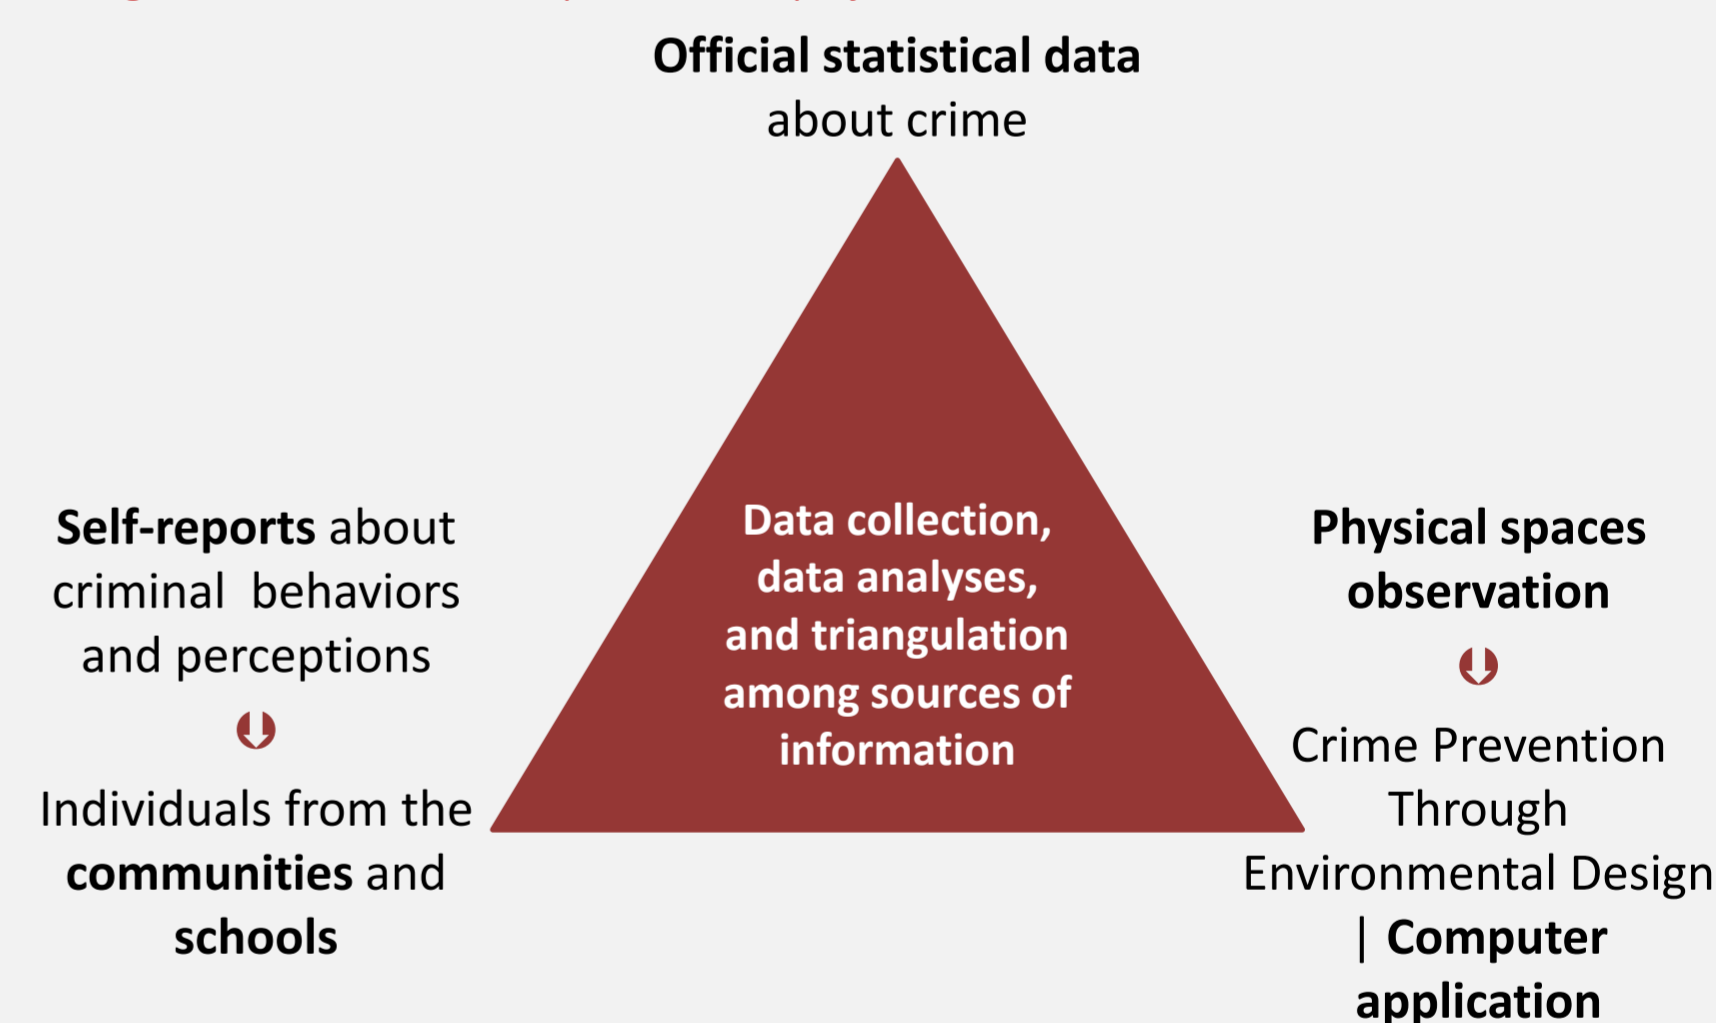 Official statistical data
about crime
Self-reports about
criminal behaviors
and perceptions
Individuals from the
communities and
schools
Data collection,
data analyses,
and triangulation
among sources of
information
Physical spaces
observation
Crime Prevention
Through
Environmental Design
| Computer
application